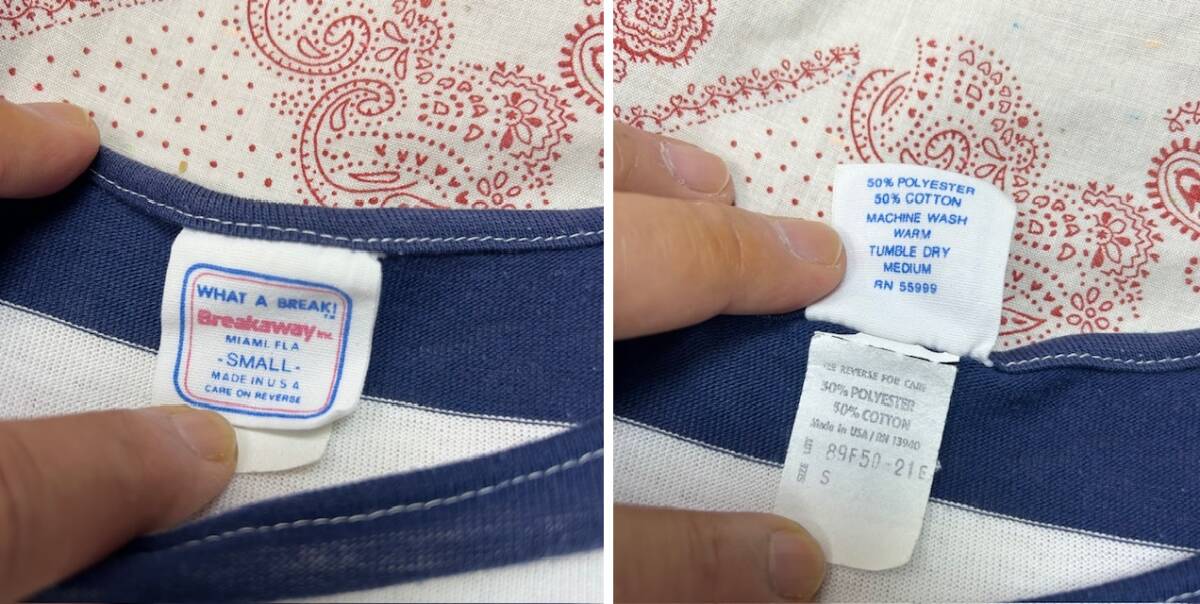 WHAT A BREAK!
TM
Breakaway Inc.
MIAMI. FLA
-SMALL-
MADE IN U S A
CARE ON REVERSE
50% POLYESTER
50% COTTON
MACHINE WASH
WARM
TUMBLE DRY
MEDIUM
RN 55999
REVERSE FOR CARE
50% POLYESTER
50% COTTON
Made in USA / RN 13940
89F50-21E
SIZE S